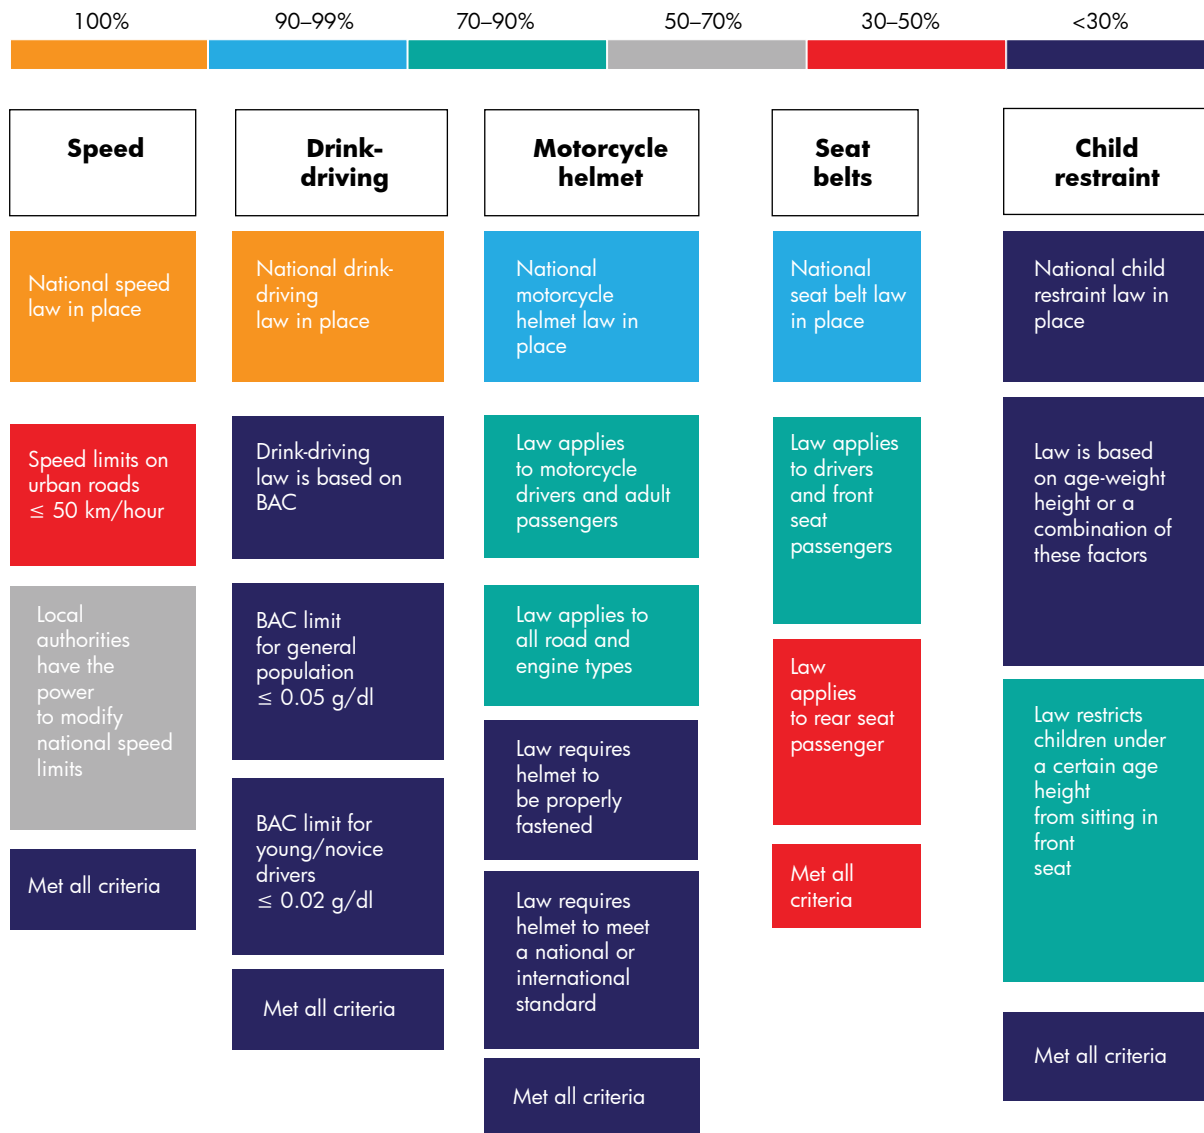 100%
90–99%
70–90%
50–70%
30–50%
<30%
Speed
National speed
law in place
Speed limits on
urban roads
≤ 50 km/hour
Local
authorities
have the
power
to modify
national speed
limits
Met all criteria
Drink-
driving
National drink-
driving
law in place
Drink-driving
law is based on
BAC
BAC limit
for general
population
≤ 0.05 g/dl
BAC limit for
young/novice
drivers
≤ 0.02 g/dl
Met all criteria
Motorcycle
helmet
National
motorcycle
helmet law in
place
Law applies
to motorcycle
drivers and adult
passengers
Law applies to
all road and
engine types
Law requires
helmet to
be properly
fastened
Law requires
helmet to meet
a national or
international
standard
Met all criteria
Seat
belts
National
seat belt law
in place
Law applies
to drivers
and front
seat
passengers
Law
applies
to rear seat
passenger
Met all
criteria
Child
restraint
National child
restraint law in
place
Law is based
on age-weight
height or a
combination of
these factors
Law restricts
children under
a certain age
height
from sitting in
front
seat
Met all criteria